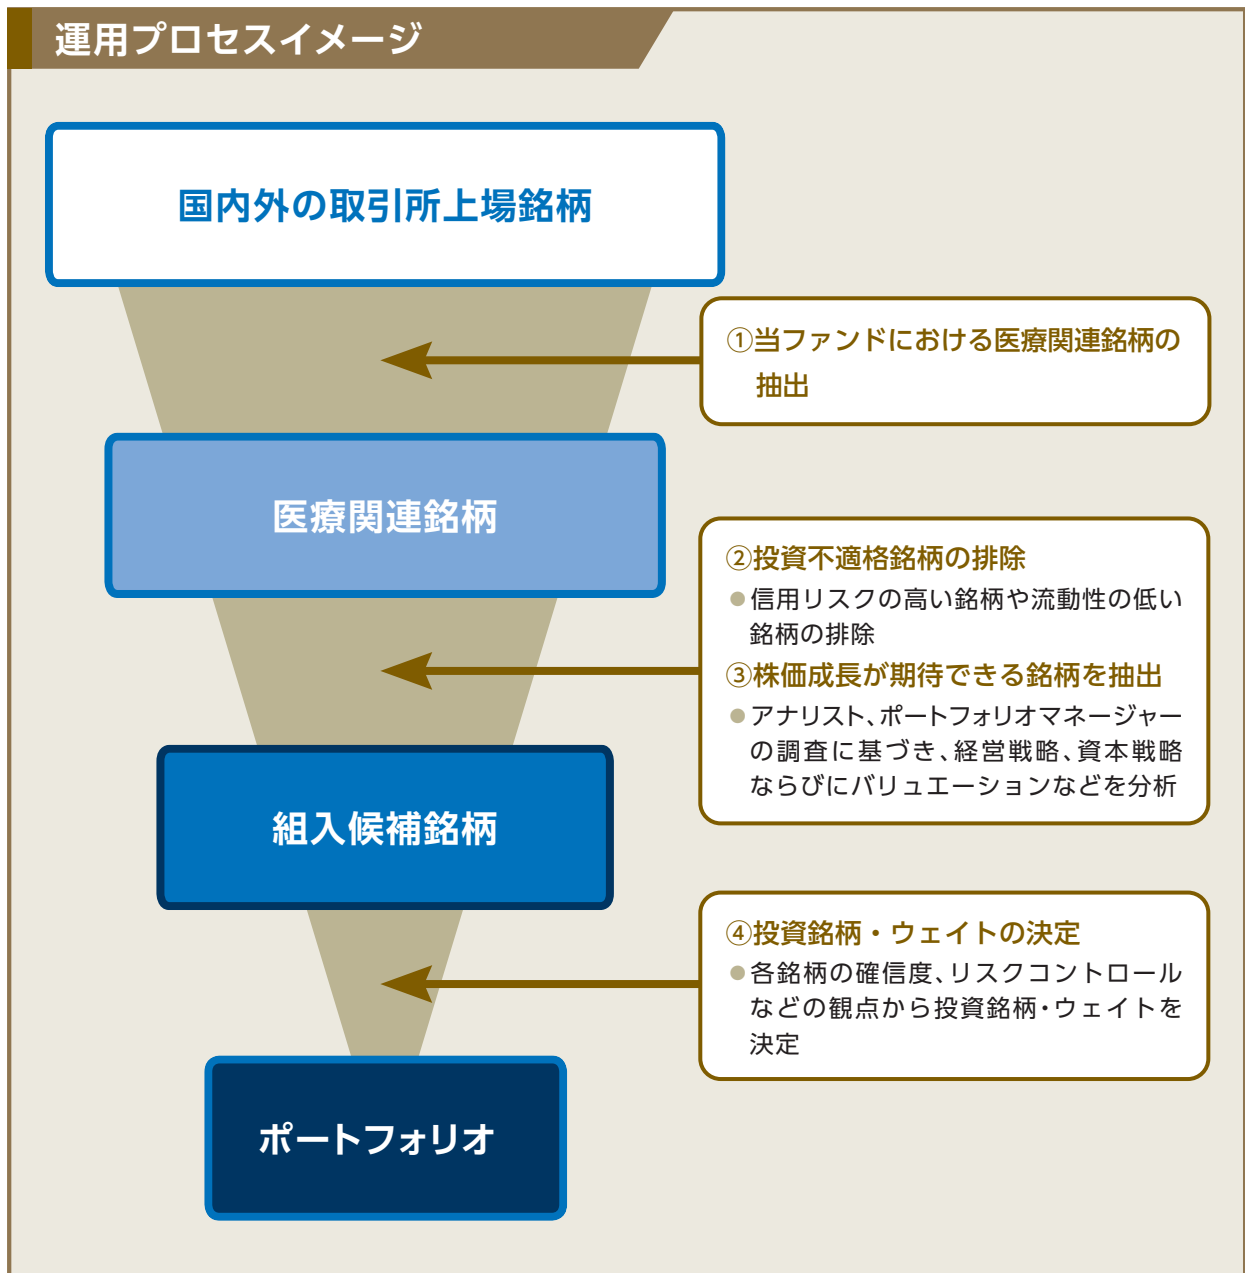 運用プロセスイメージ
国内外の取引所上場銘柄
①当ファンドにおける医療関連銘柄の
抽出
医療関連銘柄
②投資不適格銘柄の排除
●信用リスクの高い銘柄や流動性の低い
銘柄の排除
③株価成長が期待できる銘柄を抽出
●アナリスト、ポートフォリオマネージャー
の調査に基づき、経営戦略、資本戦略
ならびにバリュエーションなどを分析
組入候補銘柄
④投資銘柄・ウェイトの決定
●各銘柄の確信度、リスクコントロール
などの観点から投資銘柄・ウェイトを
決定
ポートフォリオ